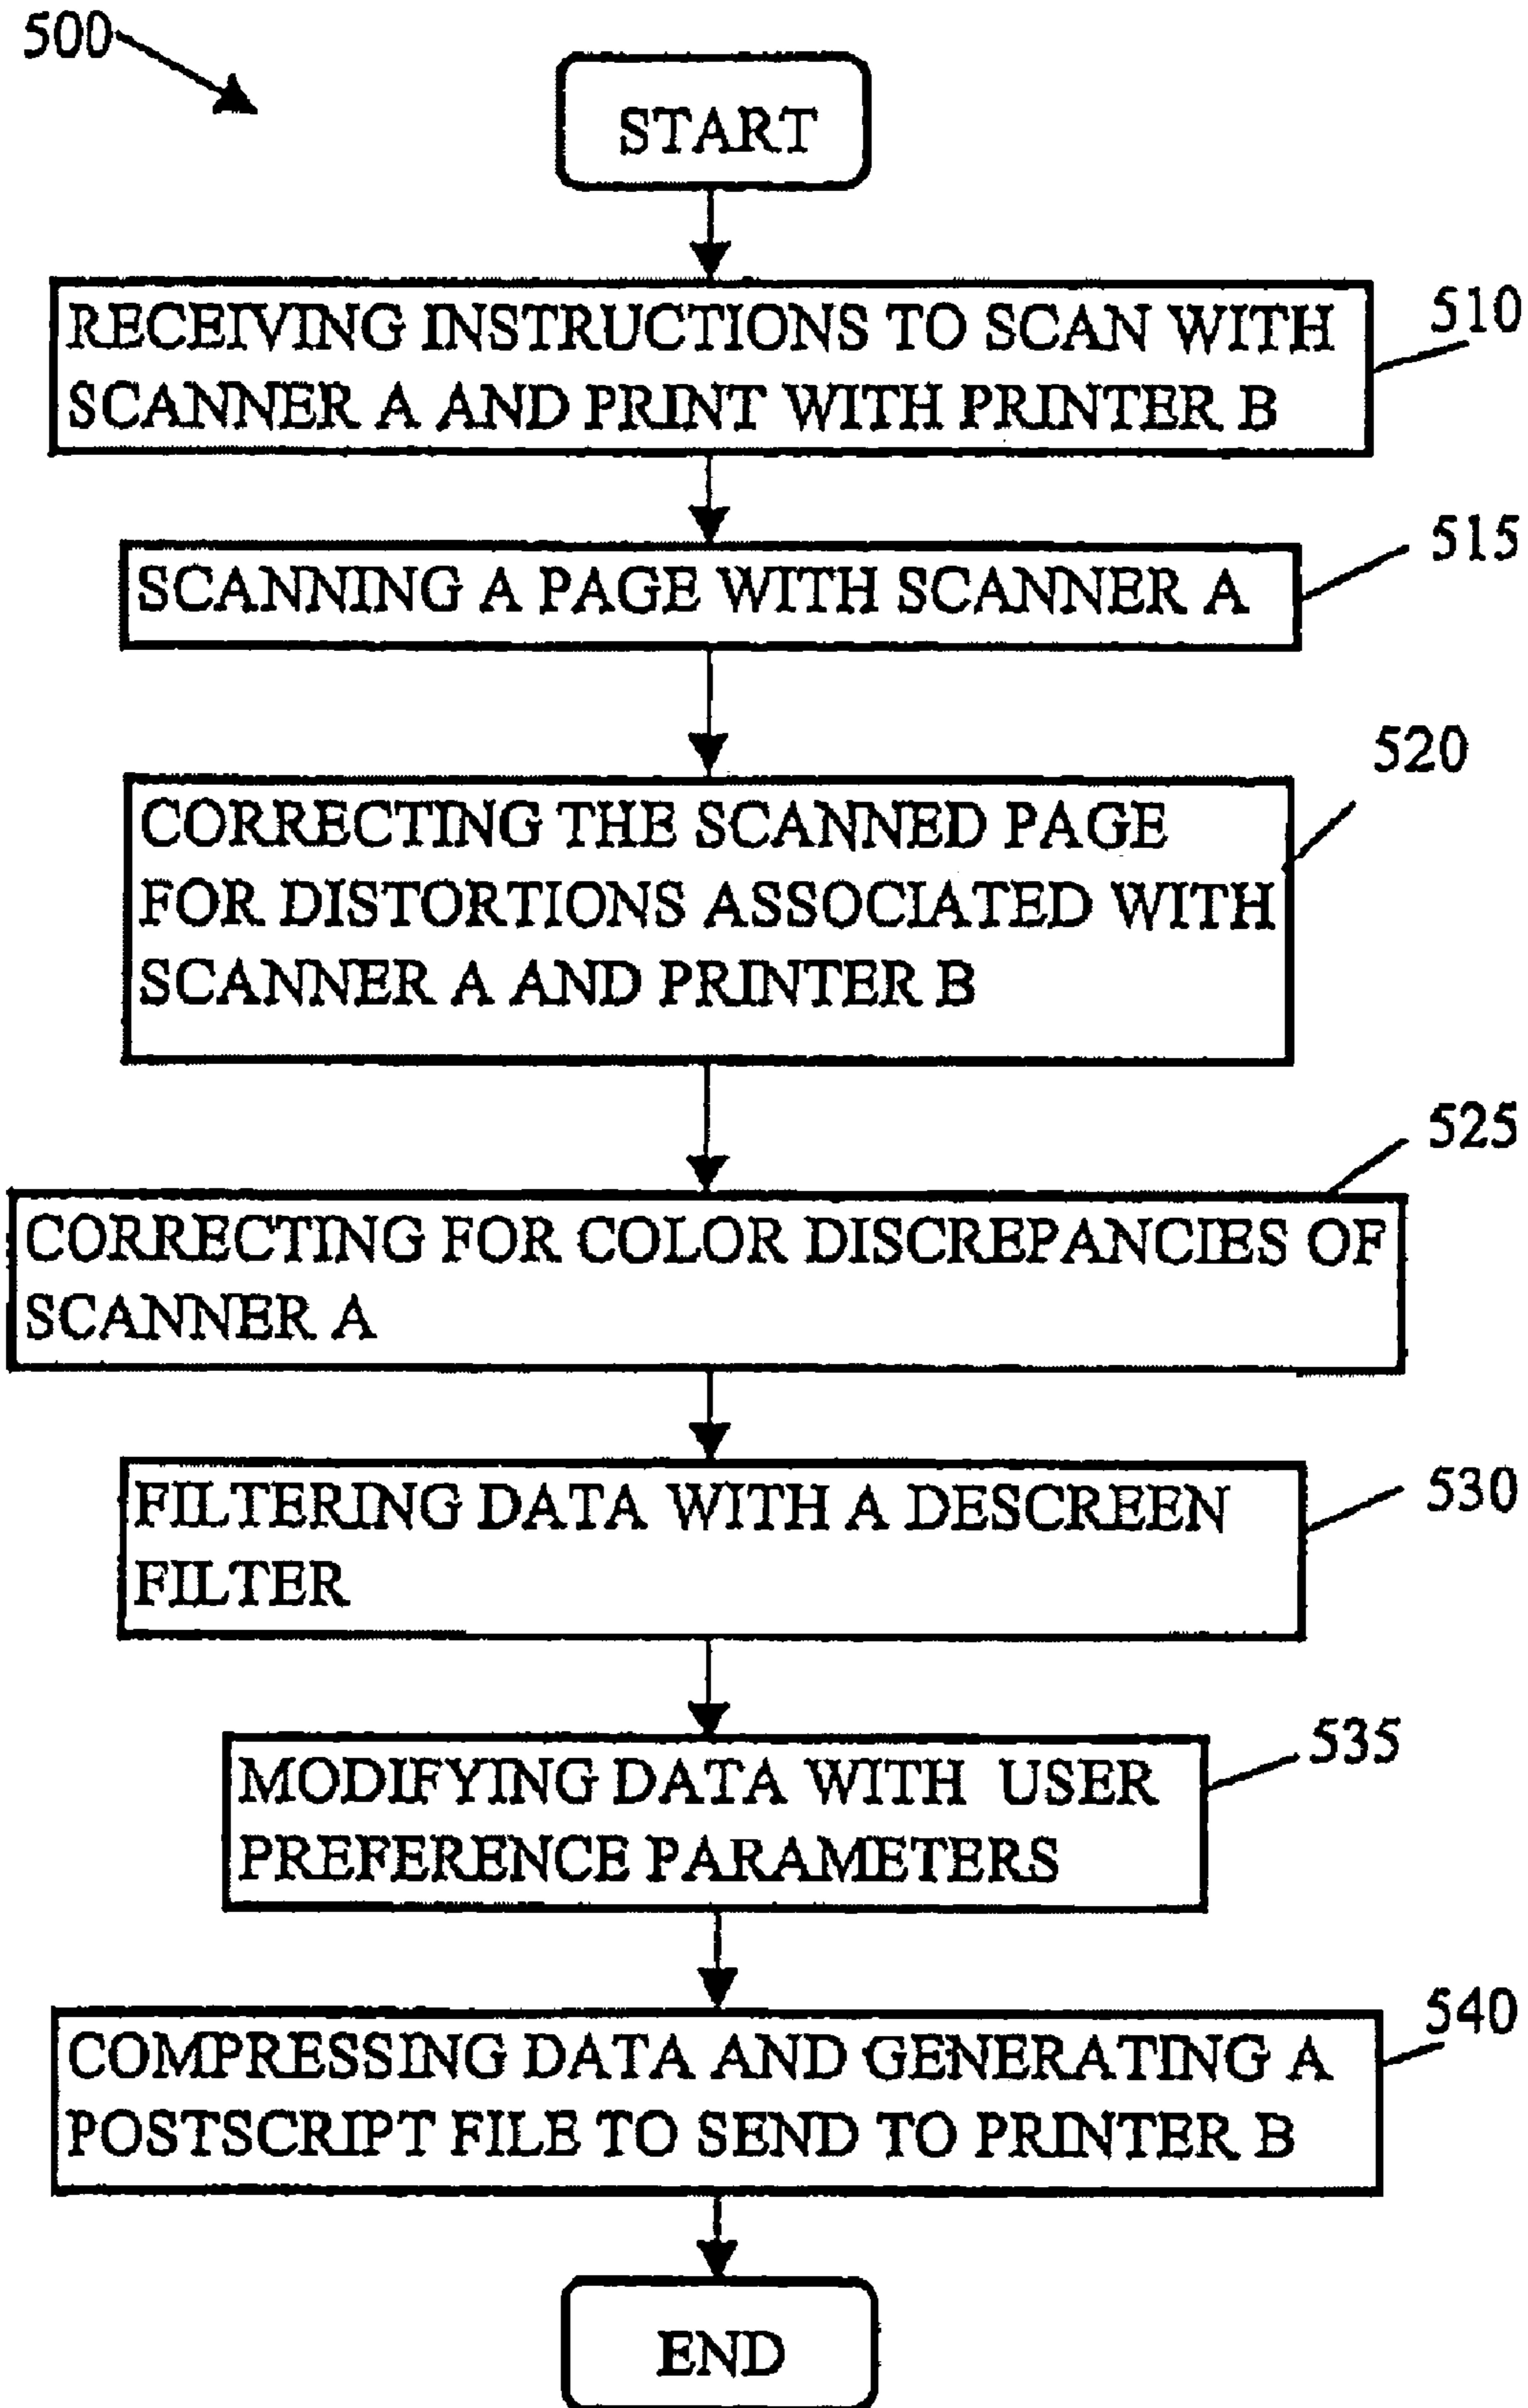 500
START
RECEIVING INSTRUCTIONS TO SCAN WITH
SCANNER A AND PRINT WITH PRINTER B
510
SCANNING A PAGE WITH SCANNER A
515
CORRECTING THE SCANNED PAGE
FOR DISTORTIONS ASSOCIATED WITH
SCANNER A AND PRINTER B
520
CORRECTING FOR COLOR DISCREPANCIES OF
SCANNER A
525
FILTERING DATA WITH A DESCREEN
FILTER
530
MODIFYING DATA WITH USER
PREFERENCE PARAMETERS
535
COMPRESSING DATA AND GENERATING A
POSTSCRIPT FILE TO SEND TO PRINTER B
540
END